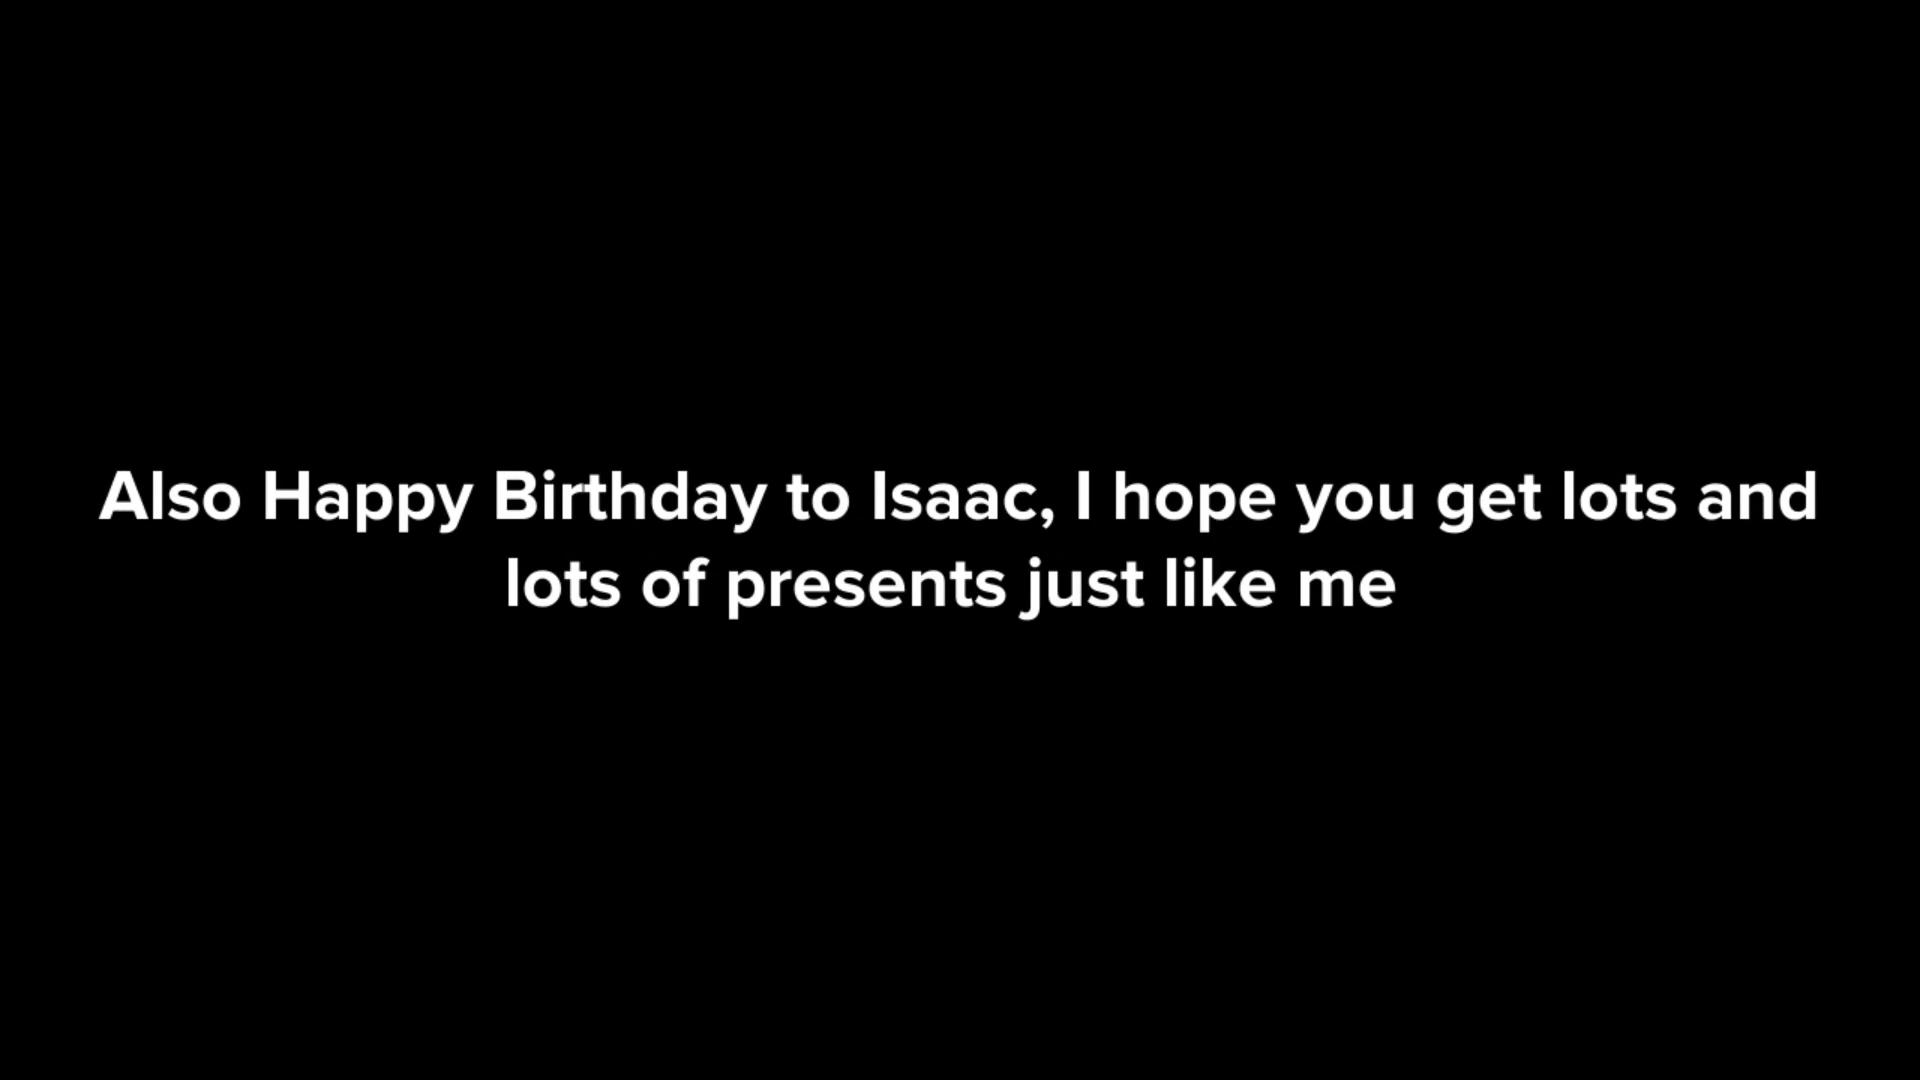 Also Happy Birthday to Isaac, I hope you get lots and
lots of presents just like me